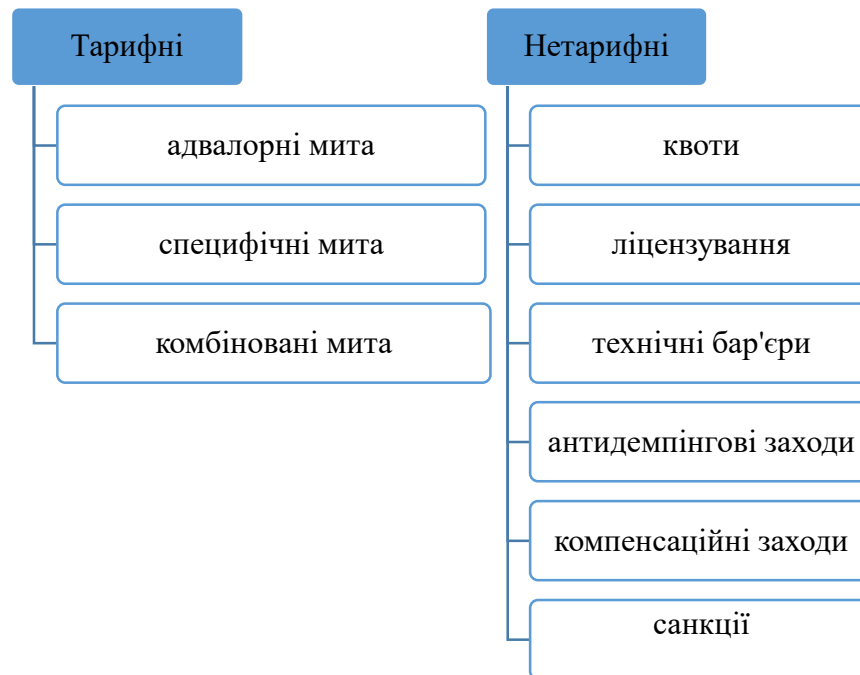 Тарифні
адвалорні мита
специфічні мита
комбіновані мита
Нетарифні
квоти
ліцензування
технічні бар'єри
антидемпінгові заходи
компенсаційні заходи
санкції